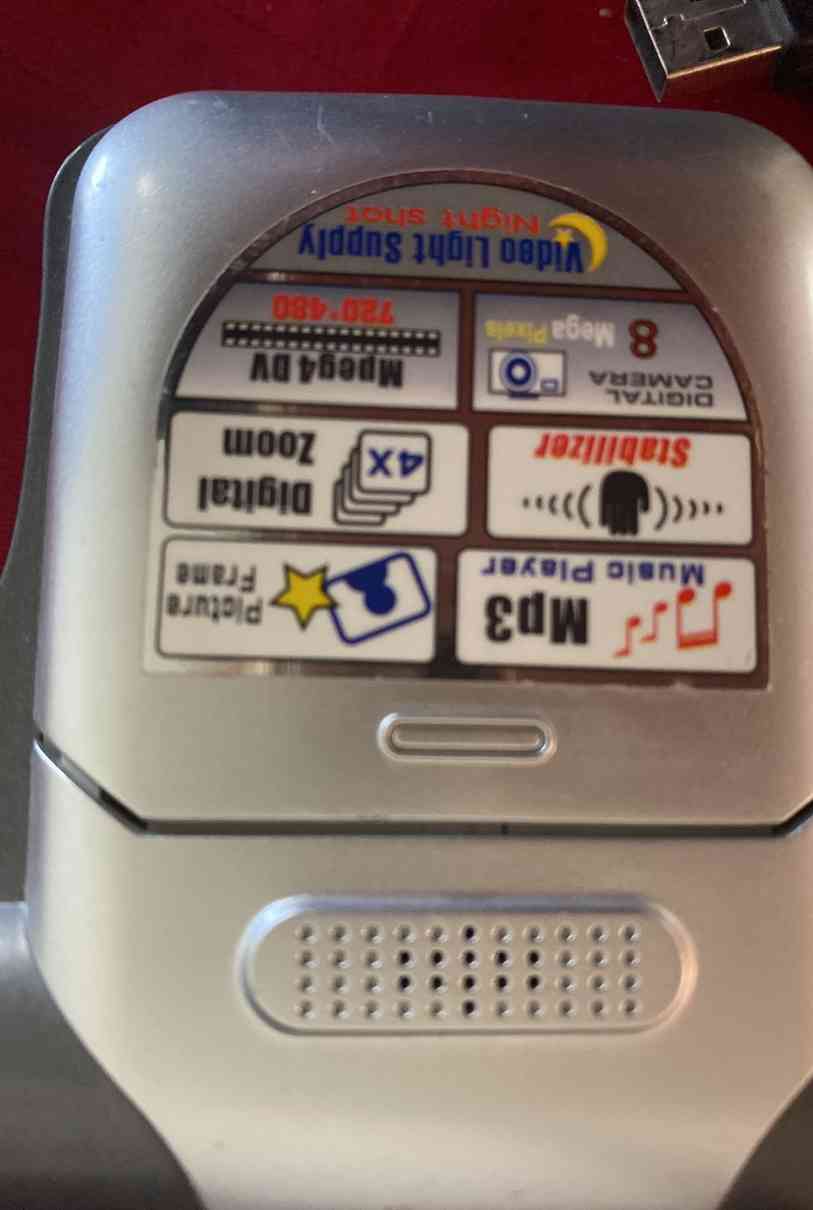 Mp3
Music Player
Picture
Frame
Stabilizer
Digital
Zoom
4X
DIGITAL
CAMERA
8 Mega Pixels
Mpeg4 DV
720*480
Video Light Supply
Night shot